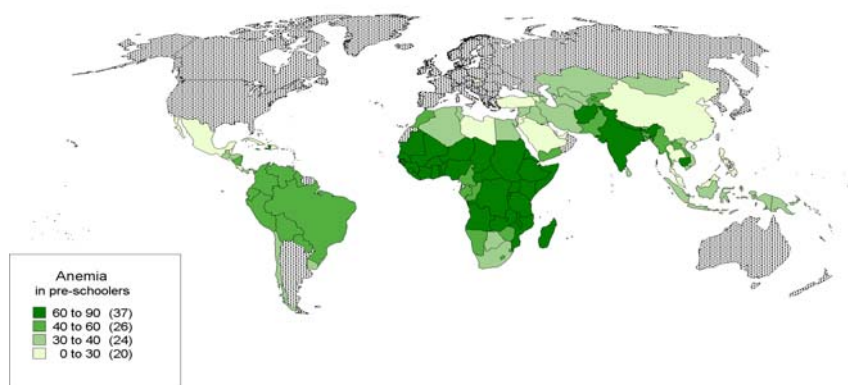 Anemia
in pre-schoolers
60 to 90 (37)
40 to 60 (26)
30 to 40 (24)
0 to 30 (20)